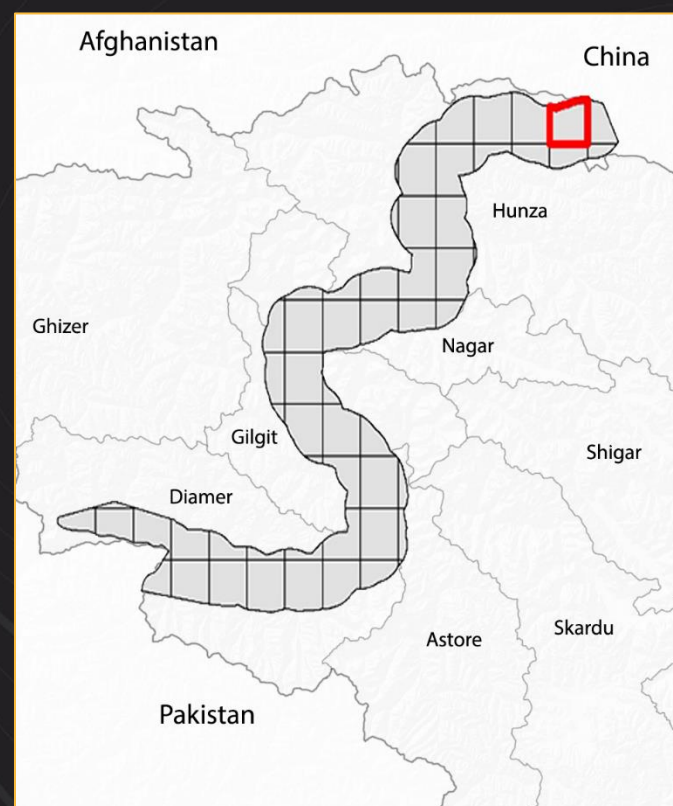 Afghanistan
China
Hunza
Ghizer
Nagar
Gilgit
Shigar
Diamer
Skardu
Astore
Pakistan